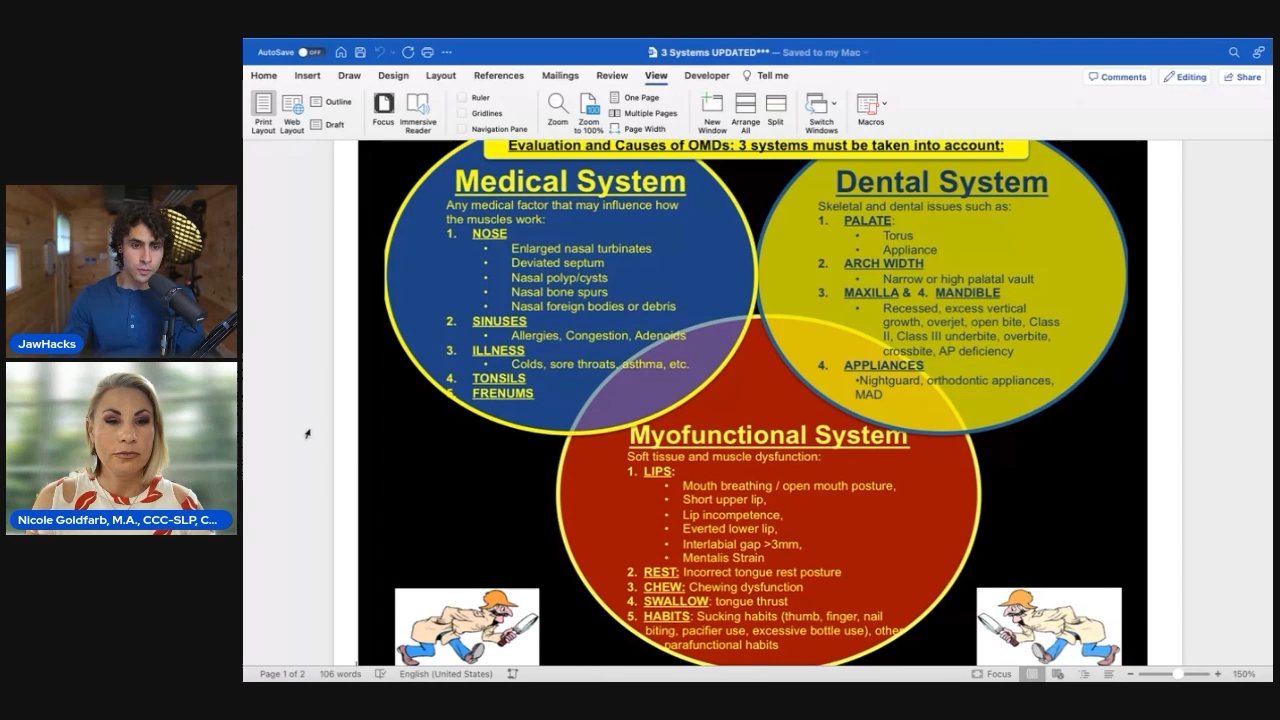 AutoSave OFF
3 Systems UPDATED*** — Saved to my Mac
Home Insert Draw Design Layout References Mailings Review View Developer Tell me
Comments Editing Share
Print Layout
Web Layout
Outline
Draft
Focus
Immersive Reader
Ruler
Gridlines
Navigation Pane
Zoom
Zoom to 100%
100
One Page
Multiple Pages
Page Width
New Window
Arrange All
Split
Switch Windows
Macros
Evaluation and Causes of OMDs: 3 systems must be taken into account:
Medical System
Any medical factor that may influence how
the muscles work:
1. NOSE
• Enlarged nasal turbinates
• Deviated septum
• Nasal polyp/cysts
• Nasal bone spurs
• Nasal foreign bodies or debris
2. SINUSES
• Allergies, Congestion, Adenoids
3. ILLNESS
• Colds, sore throats, asthma, etc.
4. TONSILS
5. FRENUMS
Dental System
Skeletal and dental issues such as:
1. PALATE:
• Torus
• Appliance
2. ARCH WIDTH
• Narrow or high palatal vault
3. MAXILLA & 4. MANDIBLE
• Recessed, excess vertical
growth, overjet, open bite, Class
II, Class III underbite, overbite,
crossbite, AP deficiency
4. APPLIANCES
•Nightguard, orthodontic appliances,
MAD
Myofunctional System
Soft tissue and muscle dysfunction:
1. LIPS:
• Mouth breathing / open mouth posture,
• Short upper lip,
• Lip incompetence,
• Everted lower lip,
• Interlabial gap >3mm,
• Mentalis Strain
2. REST: Incorrect tongue rest posture
3. CHEW: Chewing dysfunction
4. SWALLOW: tongue thrust
5. HABITS: Sucking habits (thumb, finger, nail
biting, pacifier use, excessive bottle use), other
parafunctional habits
JawHacks
Nicole Goldfarb, M.A., CCC-SLP, C...
Page 1 of 2 106 words English (United States) Focus 150%